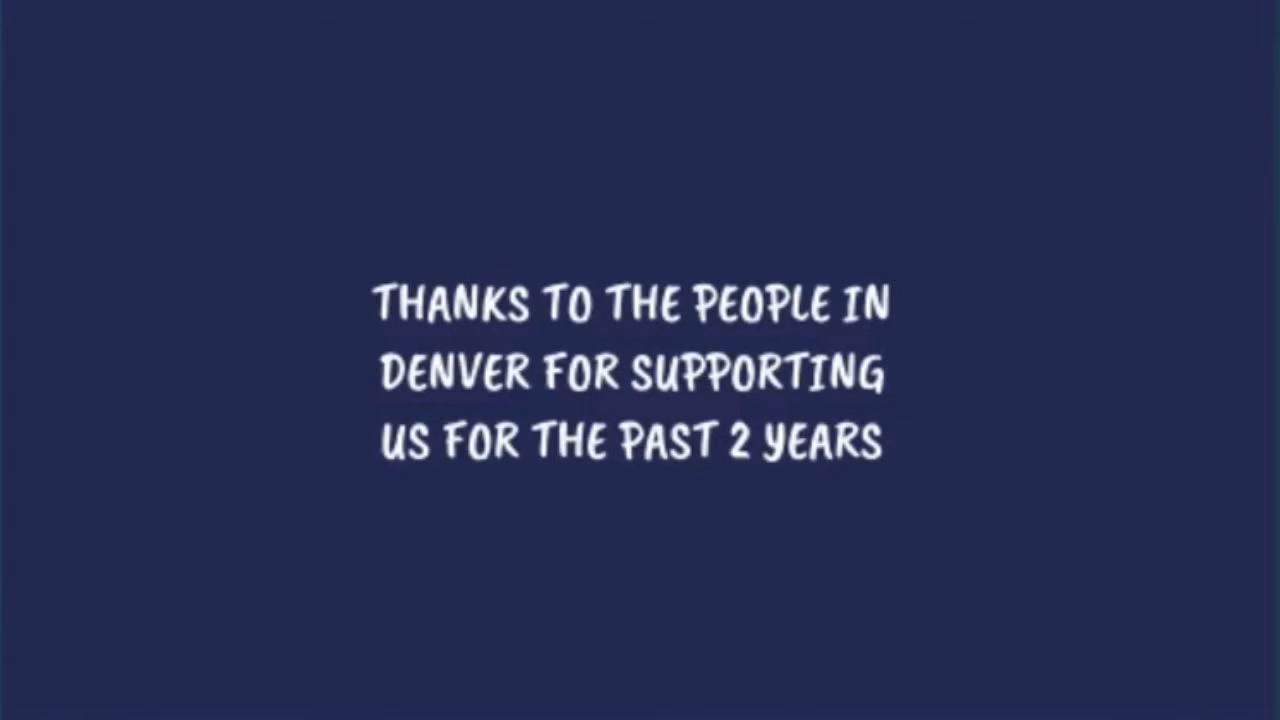 THANKS TO THE PEOPLE IN
DENVER FOR SUPPORTING
US FOR THE PAST 2 YEARS